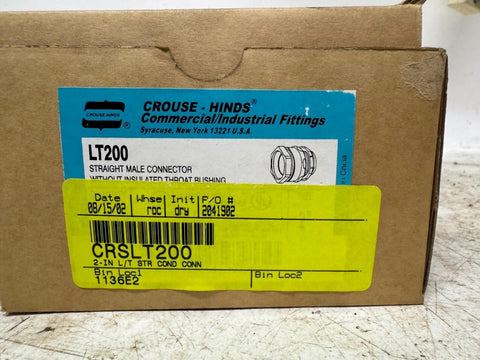 CROUSE-HINDS
CROUSE - HINDS®
Commercial/Industrial Fittings
Syracuse, New York 13221 U.S.A.
LT200
STRAIGHT MALE CONNECTOR
WITHOUT INSULATED THROAT BUSHING
Date Whse Init P/O #
08/15/02 roc dry 2041902
CRSLT200
2-IN L/T STR COND CONN
Bin Loc1 Bin Loc2
1136E2